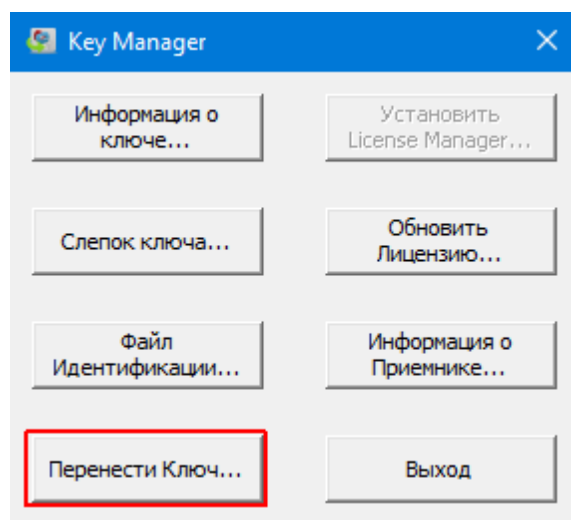 Key Manager
Информация о
ключе...
Установить
License Manager...
Слепок ключа...
Обновить
Лицензию...
Файл
Идентификации...
Информация о
Приемнике...
Перенести Ключ...
Выход